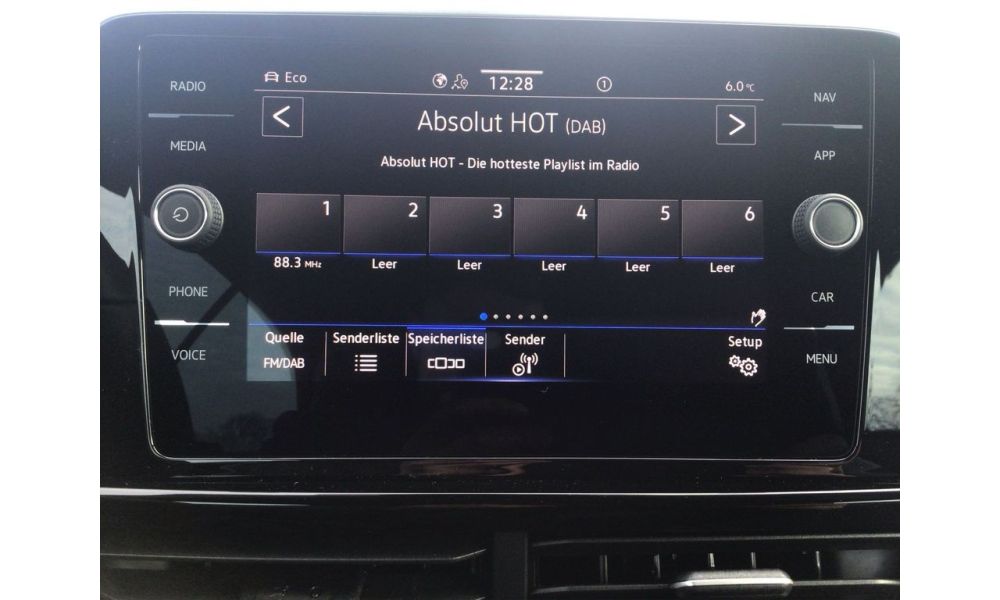 RADIO
MEDIA
PHONE
VOICE
Eco
12:28
1
6.0 °C
Absolut HOT (DAB)
Absolut HOT - Die hotteste Playlist im Radio
1 2 3 4 5 6
88.3 MHz Leer Leer Leer Leer Leer
Quelle Senderliste Speicherliste Sender Setup
FM/DAB
NAV
APP
CAR
MENU